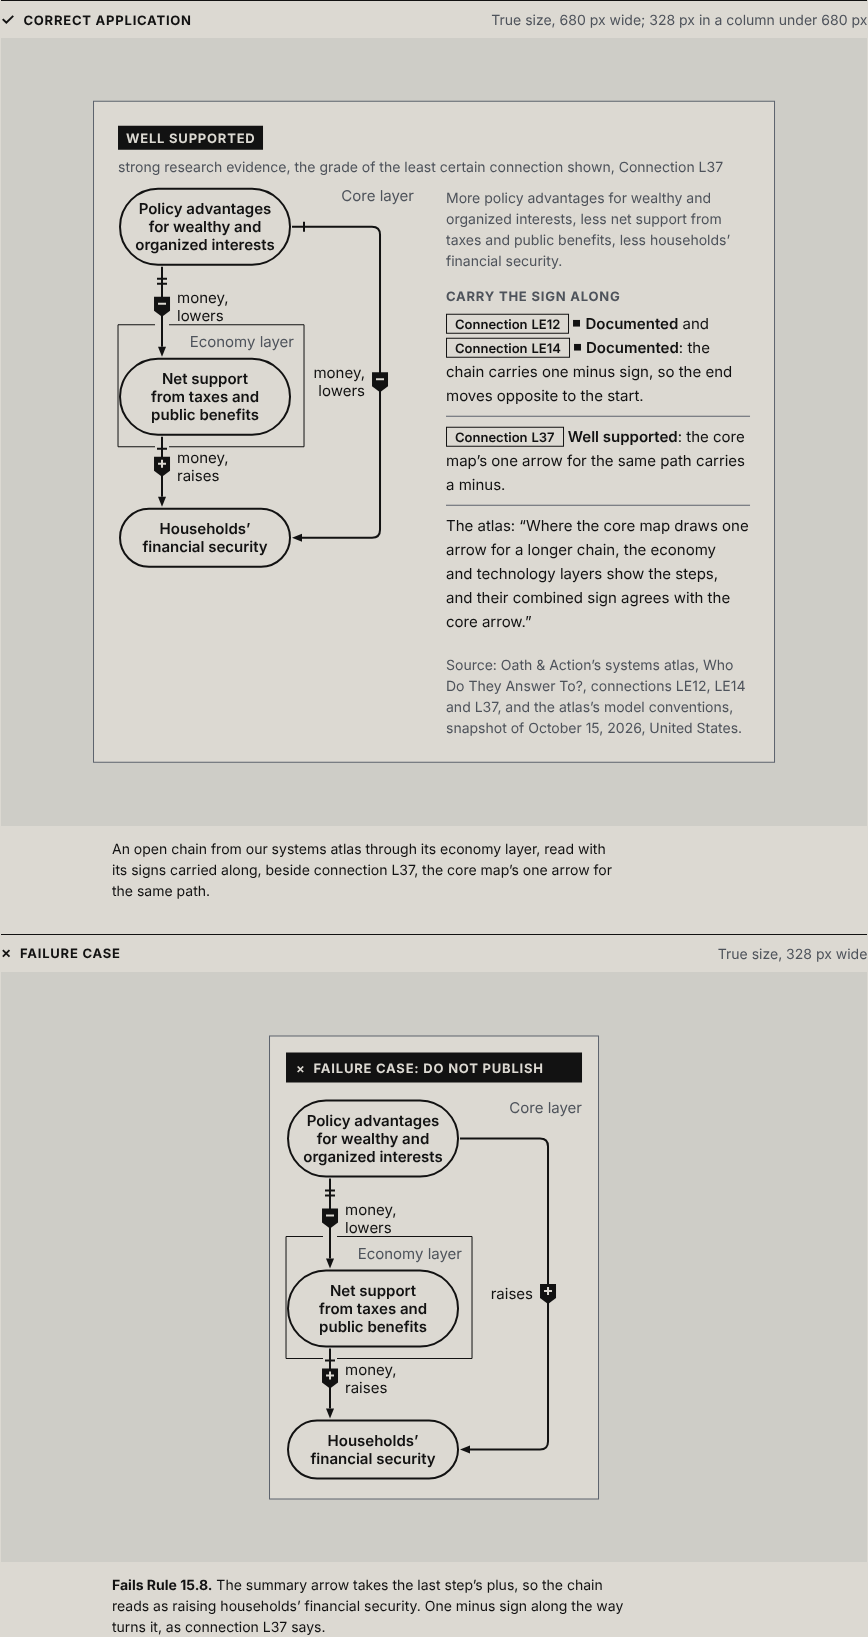 ✓ CORRECT APPLICATION
True size, 680 px wide; 328 px in a column under 680 px
WELL SUPPORTED
strong research evidence, the grade of the least certain connection shown, Connection L37
Core layer
Policy advantages
for wealthy and
organized interests
money,
lowers
Economy layer
Net support
from taxes and
public benefits
money,
lowers
money,
raises
Households’
financial security
More policy advantages for wealthy and
organized interests, less net support from
taxes and public benefits, less households’
financial security.
CARRY THE SIGN ALONG
Connection LE12 ■ Documented and
Connection LE14 ■ Documented: the
chain carries one minus sign, so the end
moves opposite to the start.
Connection L37 Well supported: the core
map’s one arrow for the same path carries
a minus.
The atlas: “Where the core map draws one
arrow for a longer chain, the economy
and technology layers show the steps,
and their combined sign agrees with the
core arrow.”
Source: Oath & Action’s systems atlas, Who
Do They Answer To?, connections LE12, LE14
and L37, and the atlas’s model conventions,
snapshot of October 15, 2026, United States.
An open chain from our systems atlas through its economy layer, read with
its signs carried along, beside connection L37, the core map’s one arrow for
the same path.
× FAILURE CASE
True size, 328 px wide
× FAILURE CASE: DO NOT PUBLISH
Core layer
Policy advantages
for wealthy and
organized interests
money,
lowers
Economy layer
Net support
from taxes and
public benefits
raises
money,
raises
Households’
financial security
Fails Rule 15.8. The summary arrow takes the last step’s plus, so the chain
reads as raising households’ financial security. One minus sign along the way
turns it, as connection L37 says.